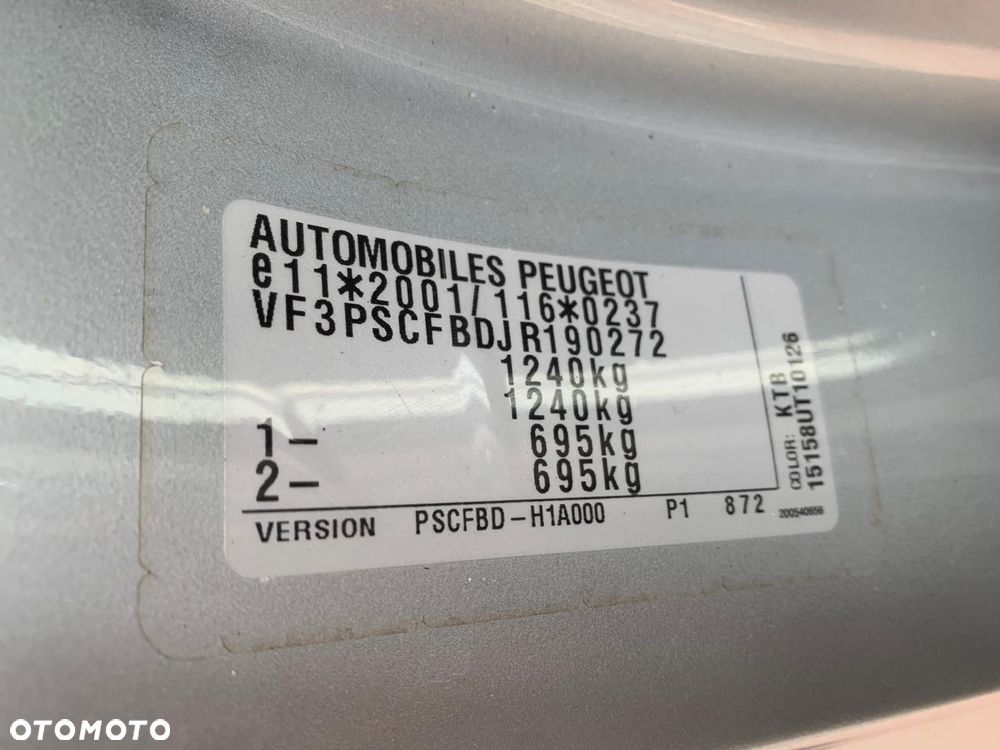 AUTOMOBILES PEUGEOT
e11*2001/116*0237
VF3PSCFBDJR190272
1240kg
1240kg
1- 695kg
2- 695kg
VERSION PSCFBD-H1A000 P1 872
COLOR: KTB
15158UT10126
200540656
OTOMOTO